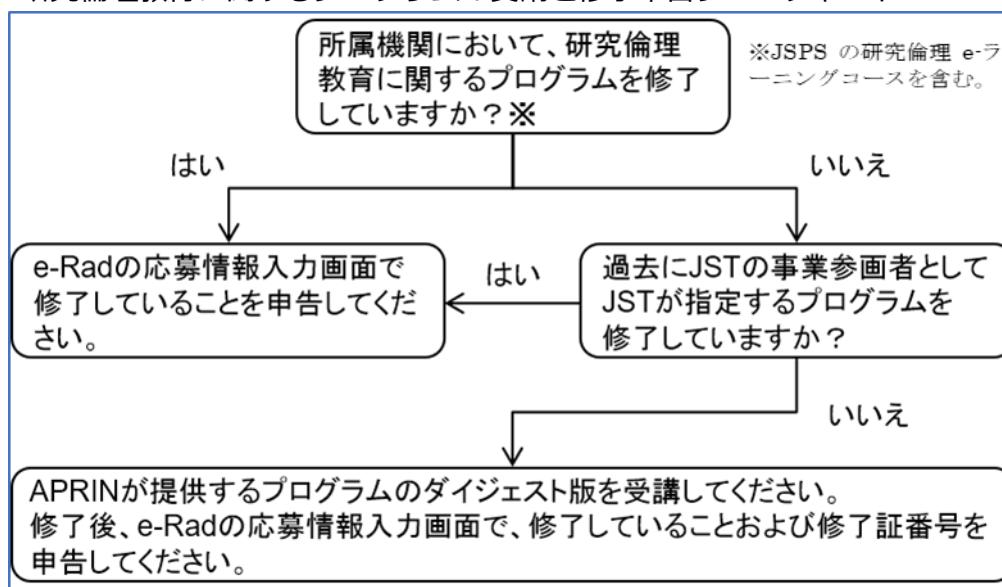 所属機関において、研究倫理
教育に関するプログラムを修了
していますか？※
※JSPS の研究倫理 e-ラ
ーニングコースを含む。
はい
いいえ
e-Radの応募情報入力画面で
修了していることを申告してくだ
さい。
はい
過去にJSTの事業参画者として
JSTが指定するプログラムを
修了していますか？
いいえ
APRINが提供するプログラムのダイジェスト版を受講してください。
修了後、e-Radの応募情報入力画面で、修了していることおよび修了証番号を
申告してください。